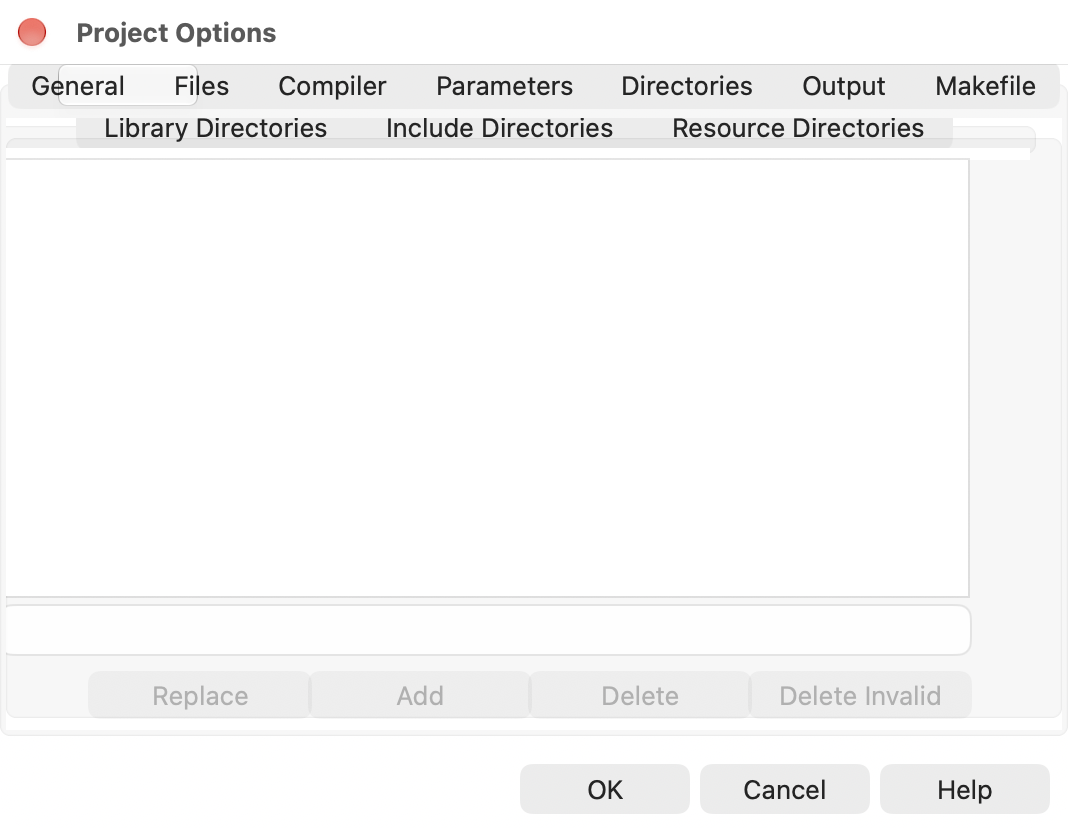 Project Options
General Files Compiler Parameters Directories Output Makefile
Library Directories Include Directories Resource Directories
Replace Add Delete Delete Invalid
OK Cancel Help